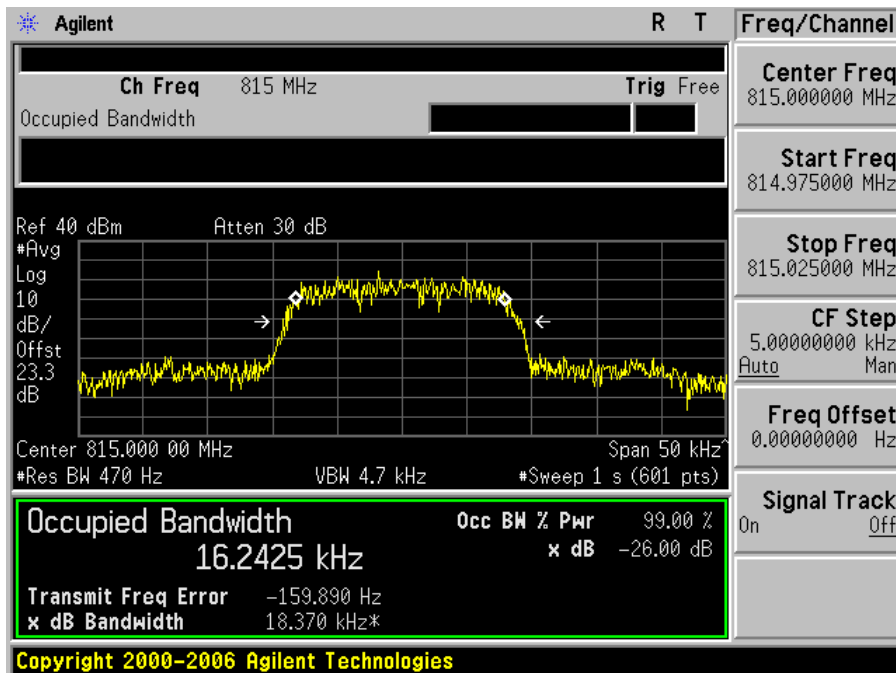 Agilent R T
Freq/Channel
Ch Freq 815 MHz Trig Free
Occupied Bandwidth
Center Freq
815.000000 MHz
Start Freq
814.975000 MHz
Stop Freq
815.025000 MHz
CF Step
5.00000000 kHz
Auto Man
Freq Offset
0.00000000 Hz
Signal Track
On Off
Ref 40 dBm Atten 30 dB
#Avg
Log
10
dB/
Offst
23.3
dB
Center 815.000 00 MHz Span 50 kHz^
#Res BW 470 Hz VBW 4.7 kHz #Sweep 1 s (601 pts)
Occupied Bandwidth Occ BW % Pwr 99.00 %
16.2425 kHz x dB -26.00 dB
Transmit Freq Error -159.890 Hz
x dB Bandwidth 18.370 kHz*
Copyright 2000-2006 Agilent Technologies